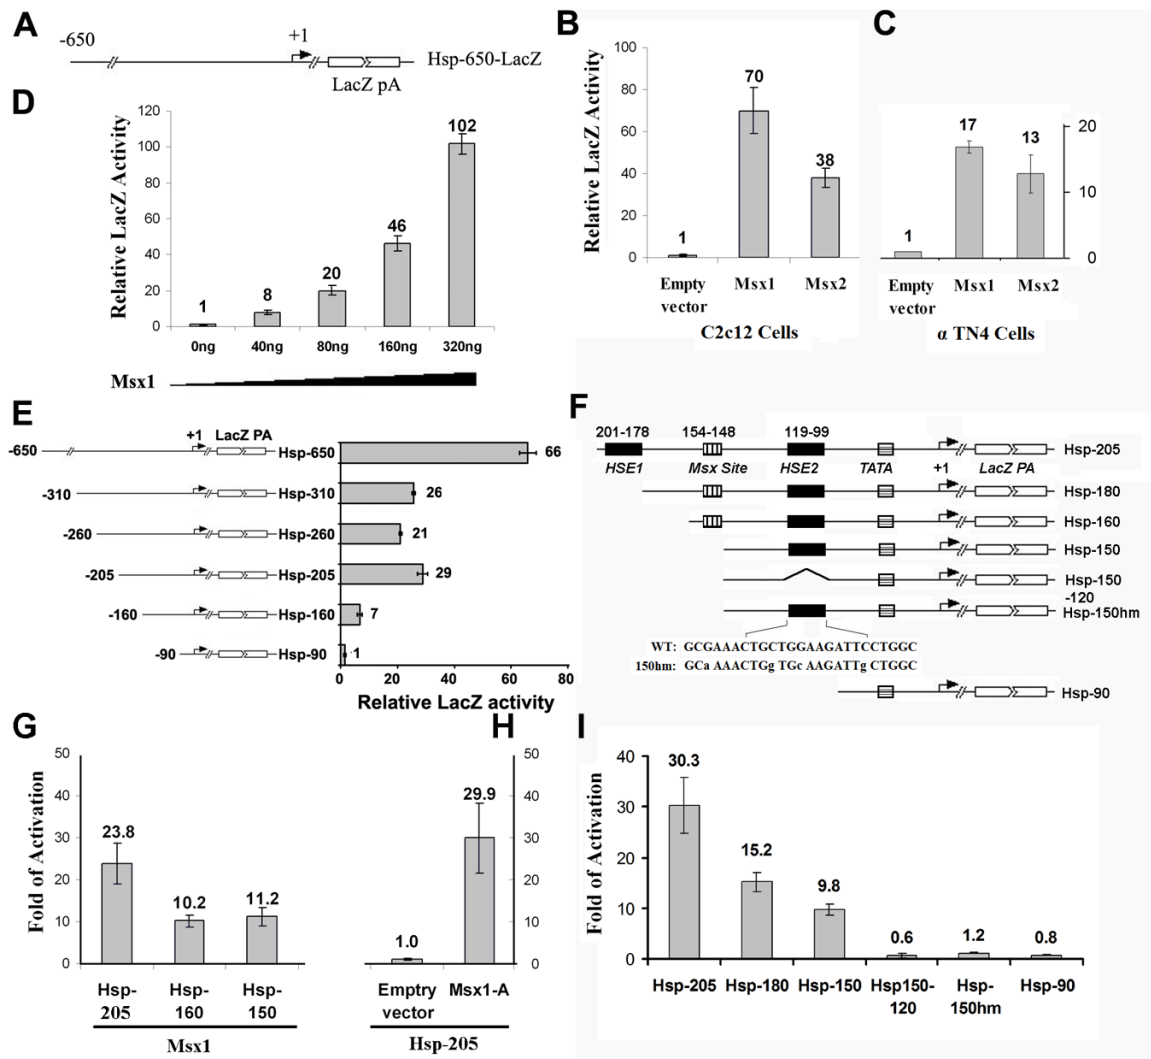 A
-650
+1
Hsp-650-LacZ
LacZ pA
B
Relative LacZ Activity
100
80
60
40
20
0
1
70
38
Empty vector
Msx1
Msx2
C2c12 Cells
C
1
17
13
20
10
0
Empty vector
Msx1
Msx2
α TN4 Cells
D
Relative LacZ Activity
120
100
80
60
40
20
0
1
8
20
46
102
0ng
40ng
80ng
160ng
320ng
Msx1
E
+1
LacZ PA
-650
Hsp-650
66
-310
Hsp-310
26
-260
Hsp-260
21
-205
Hsp-205
29
-160
Hsp-160
7
-90
Hsp-90
1
0
20
40
60
80
Relative LacZ activity
F
201-178
154-148
119-99
Hsp-205
HSE1
Msx Site
HSE2
TATA
+1
LacZ PA
Hsp-180
Hsp-160
Hsp-150
Hsp-150
-120
Hsp-150hm
WT: GCGAAACTGCTGGAAGATTCCTGGC
150hm: GCa AAACTGg TGc AAGATTg CTGGC
Hsp-90
G
Fold of Activation
50
40
30
20
10
0
23.8
10.2
11.2
Hsp-205
Hsp-160
Hsp-150
Msx1
H
50
40
30
20
10
0
1.0
29.9
Emptry vector
Msx1-A
Hsp-205
I
Fold of Activation
40
30
20
10
0
30.3
15.2
9.8
0.6
1.2
0.8
Hsp-205
Hsp-180
Hsp-150
Hsp150-120
Hsp-150hm
Hsp-90